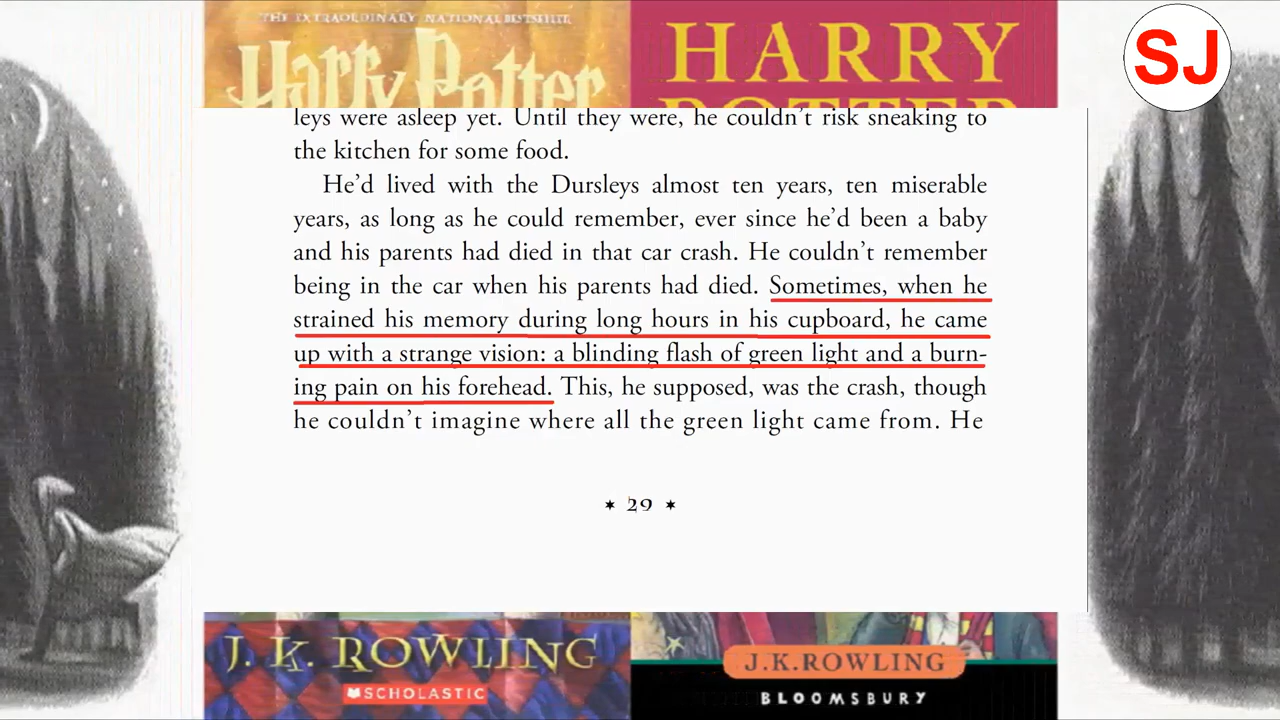 THE EXTRAORDINARY NATIONAL BESTSELLER
Harry Potter
HARRY
POTTER
SJ
leys were asleep yet. Until they were, he couldn't risk sneaking to
the kitchen for some food.
He'd lived with the Dursleys almost ten years, ten miserable
years, as long as he could remember, ever since he'd been a baby
and his parents had died in that car crash. He couldn't remember
being in the car when his parents had died. Sometimes, when he
strained his memory during long hours in his cupboard, he came
up with a strange vision: a blinding flash of green light and a burn-
ing pain on his forehead. This, he supposed, was the crash, though
he couldn't imagine where all the green light came from. He
★ 29 ★
J. K. ROWLING
SCHOLASTIC
J.K.ROWLING
BLOOMSBURY